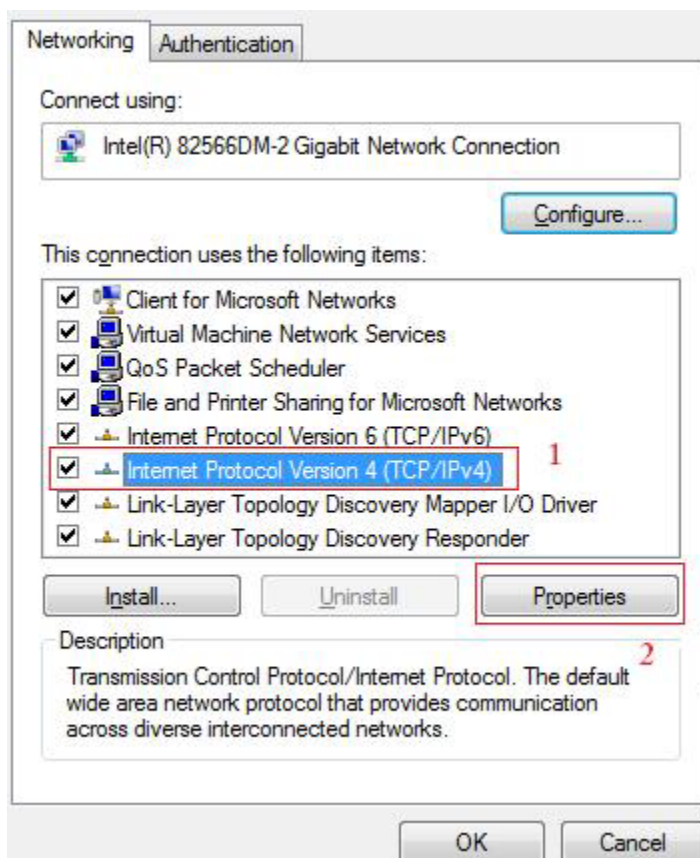 Networking
Authentication
Connect using:
Intel(R) 82566DM-2 Gigabit Network Connection
Configure...
This connection uses the following items:
Client for Microsoft Networks
Virtual Machine Network Services
QoS Packet Scheduler
File and Printer Sharing for Microsoft Networks
Internet Protocol Version 6 (TCP/IPv6)
Internet Protocol Version 4 (TCP/IPv4)
1
Link-Layer Topology Discovery Mapper I/O Driver
Link-Layer Topology Discovery Responder
Install...
Uninstall
Properties
2
Description
Transmission Control Protocol/Internet Protocol. The default
wide area network protocol that provides communication
across diverse interconnected networks.
OK
Cancel